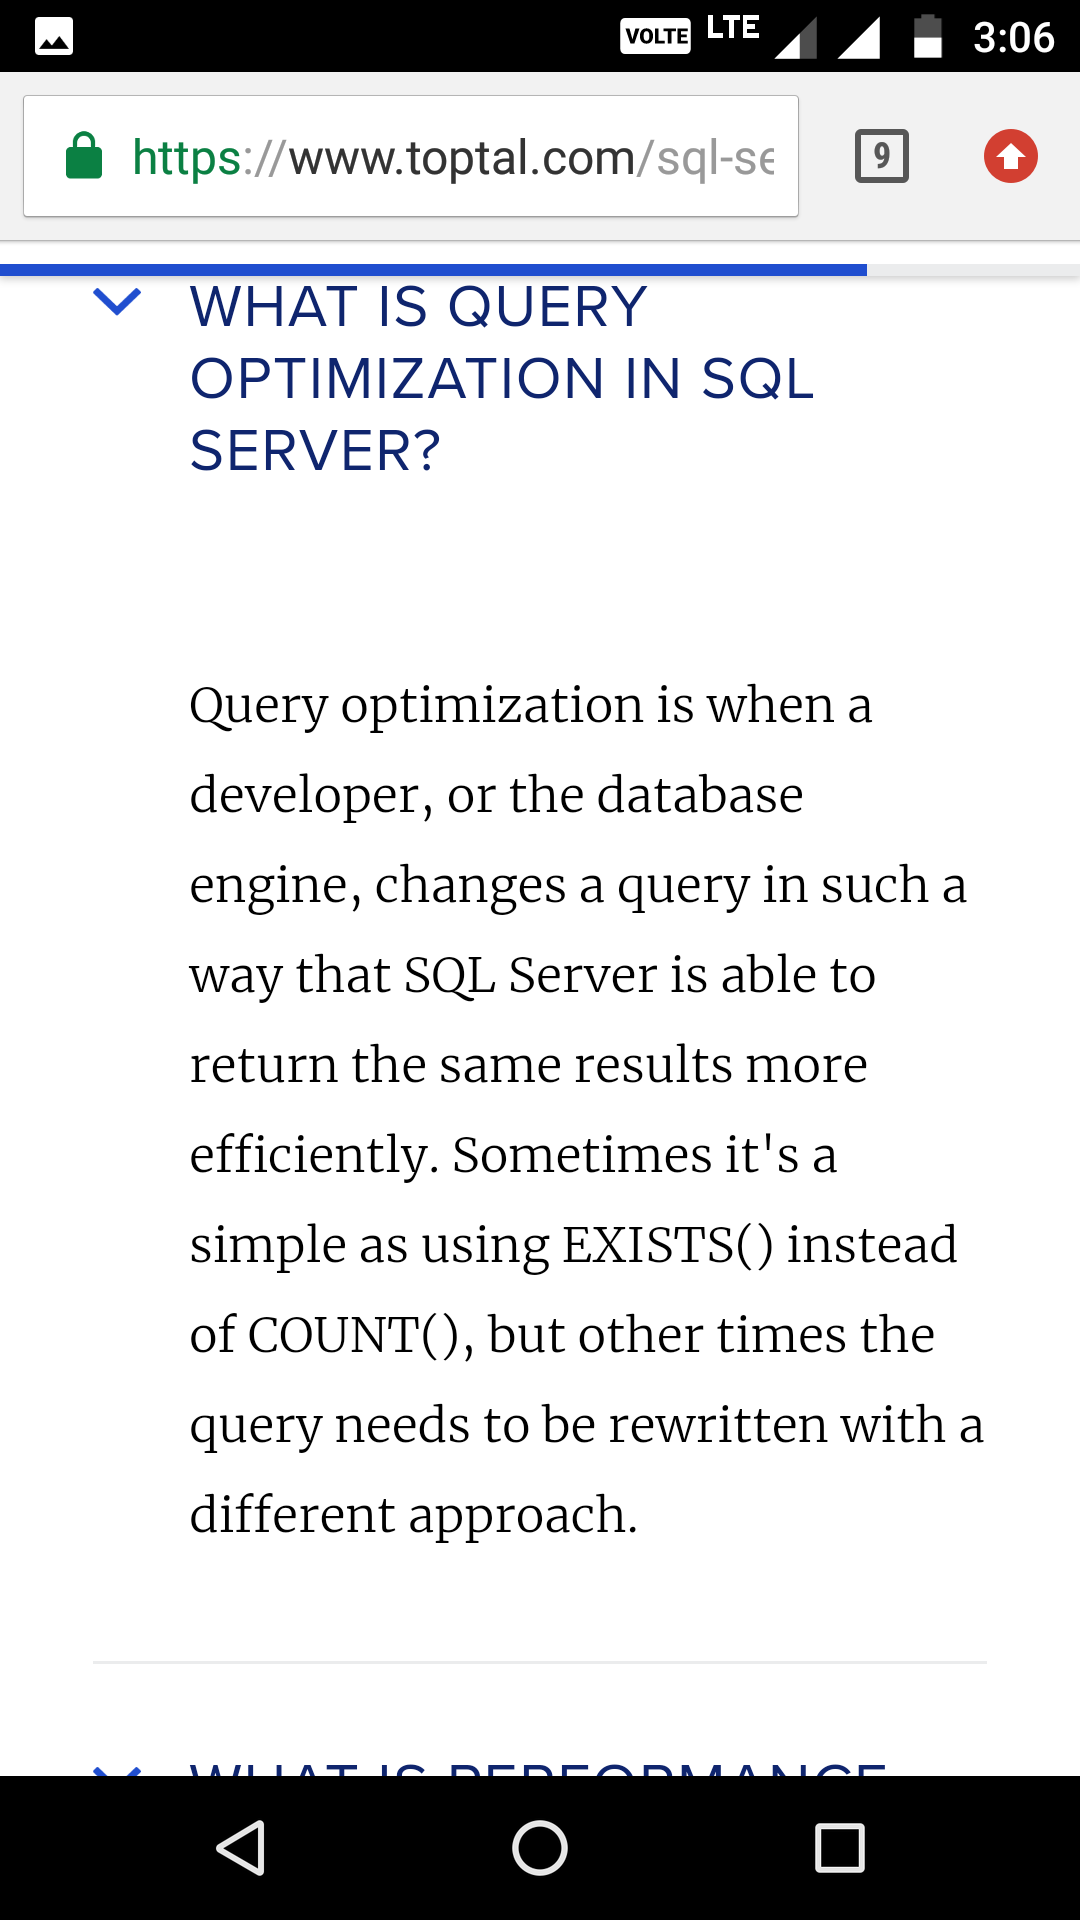 VOLTE LTE 3:06
https://www.toptal.com/sql-se 9
WHAT IS QUERY
OPTIMIZATION IN SQL
SERVER?
Query optimization is when a
developer, or the database
engine, changes a query in such a
way that SQL Server is able to
return the same results more
efficiently. Sometimes it's a
simple as using EXISTS() instead
of COUNT(), but other times the
query needs to be rewritten with a
different approach.
WHAT IS PERFORMANCE